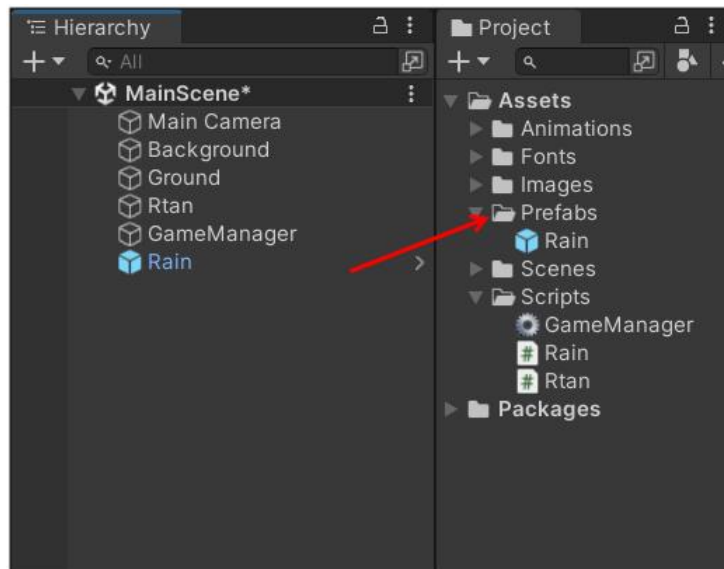 Hierarchy
All
MainScene*
Main Camera
Background
Ground
Rtan
GameManager
Rain
Project
Assets
Animations
Fonts
Images
Prefabs
Rain
Scenes
Scripts
GameManager
# Rain
# Rtan
Packages